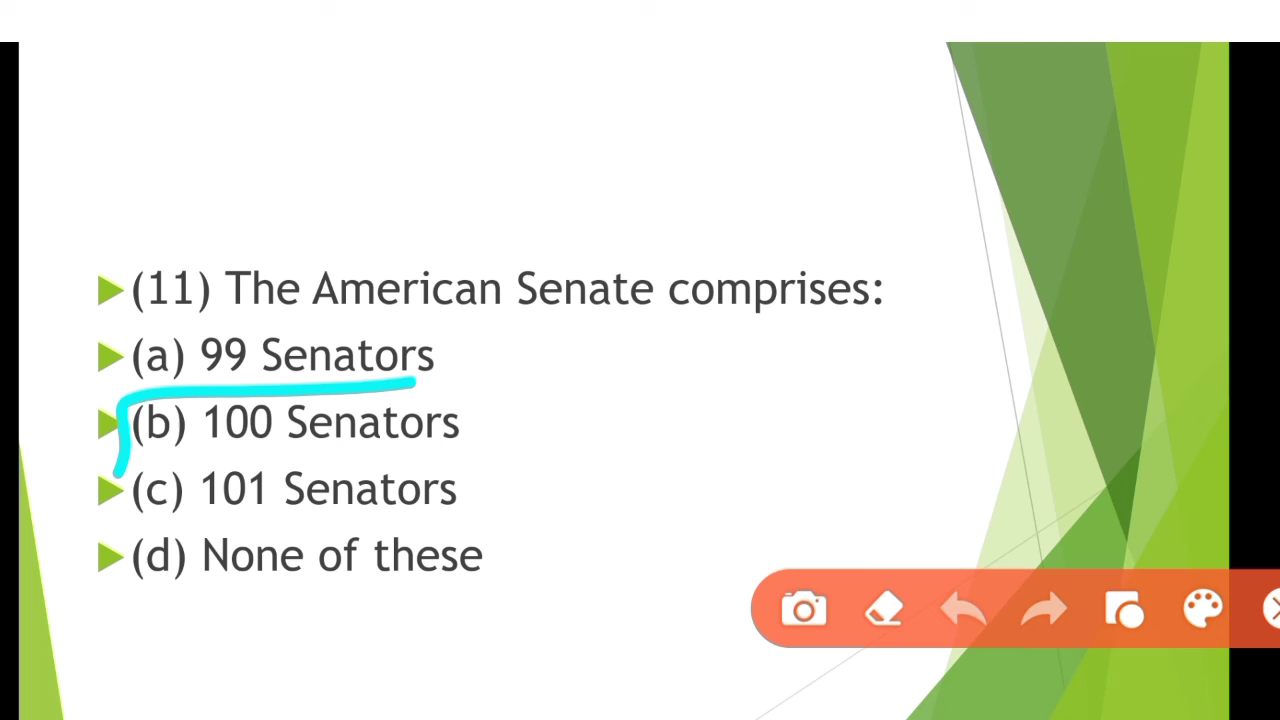 (11) The American Senate comprises:
(a) 99 Senators
(b) 100 Senators
(c) 101 Senators
(d) None of these